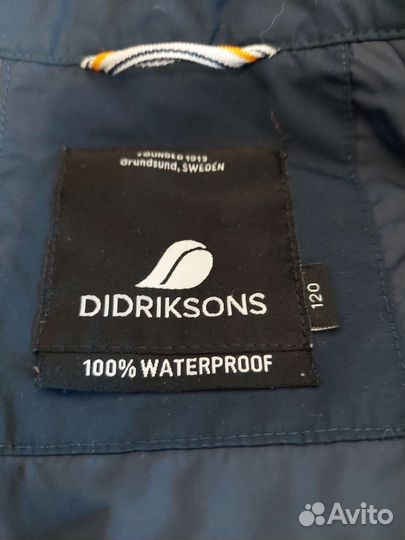 FOUNDED 1913
Grundsund, SWEDEN
DIDRIKSONS
120
100% WATERPROOF
Avito